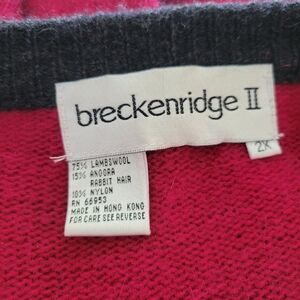 breckenridge II
2X
75% LAMBSWOOL
15% ANGORA
RABBIT HAIR
10% NYLON
RN 66953
MADE IN HONG KONG
FOR CARE SEE REVERSE